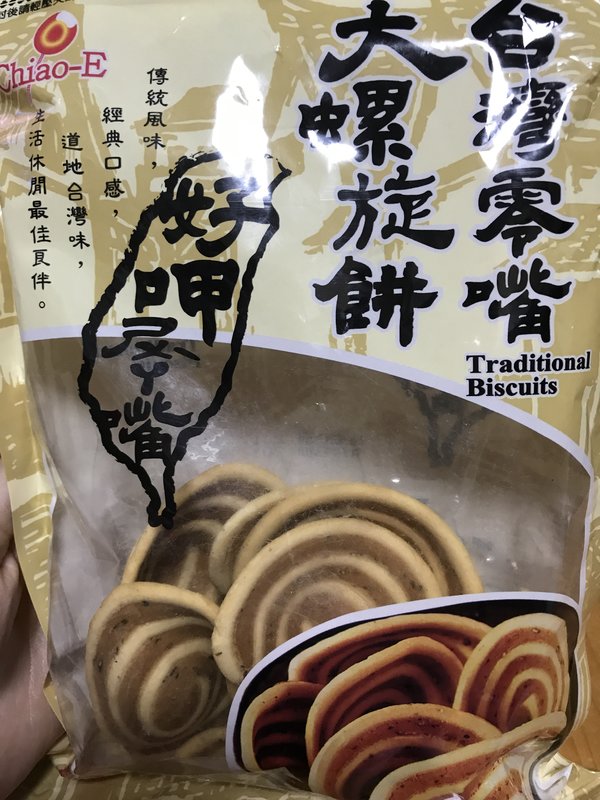 台灣零嘴
大螺旋餅
Traditional
Biscuits
Chiao-E
傳統風味，
經典口感，
道地台灣味，
生活休閒最佳良伴。
好呷
嘴